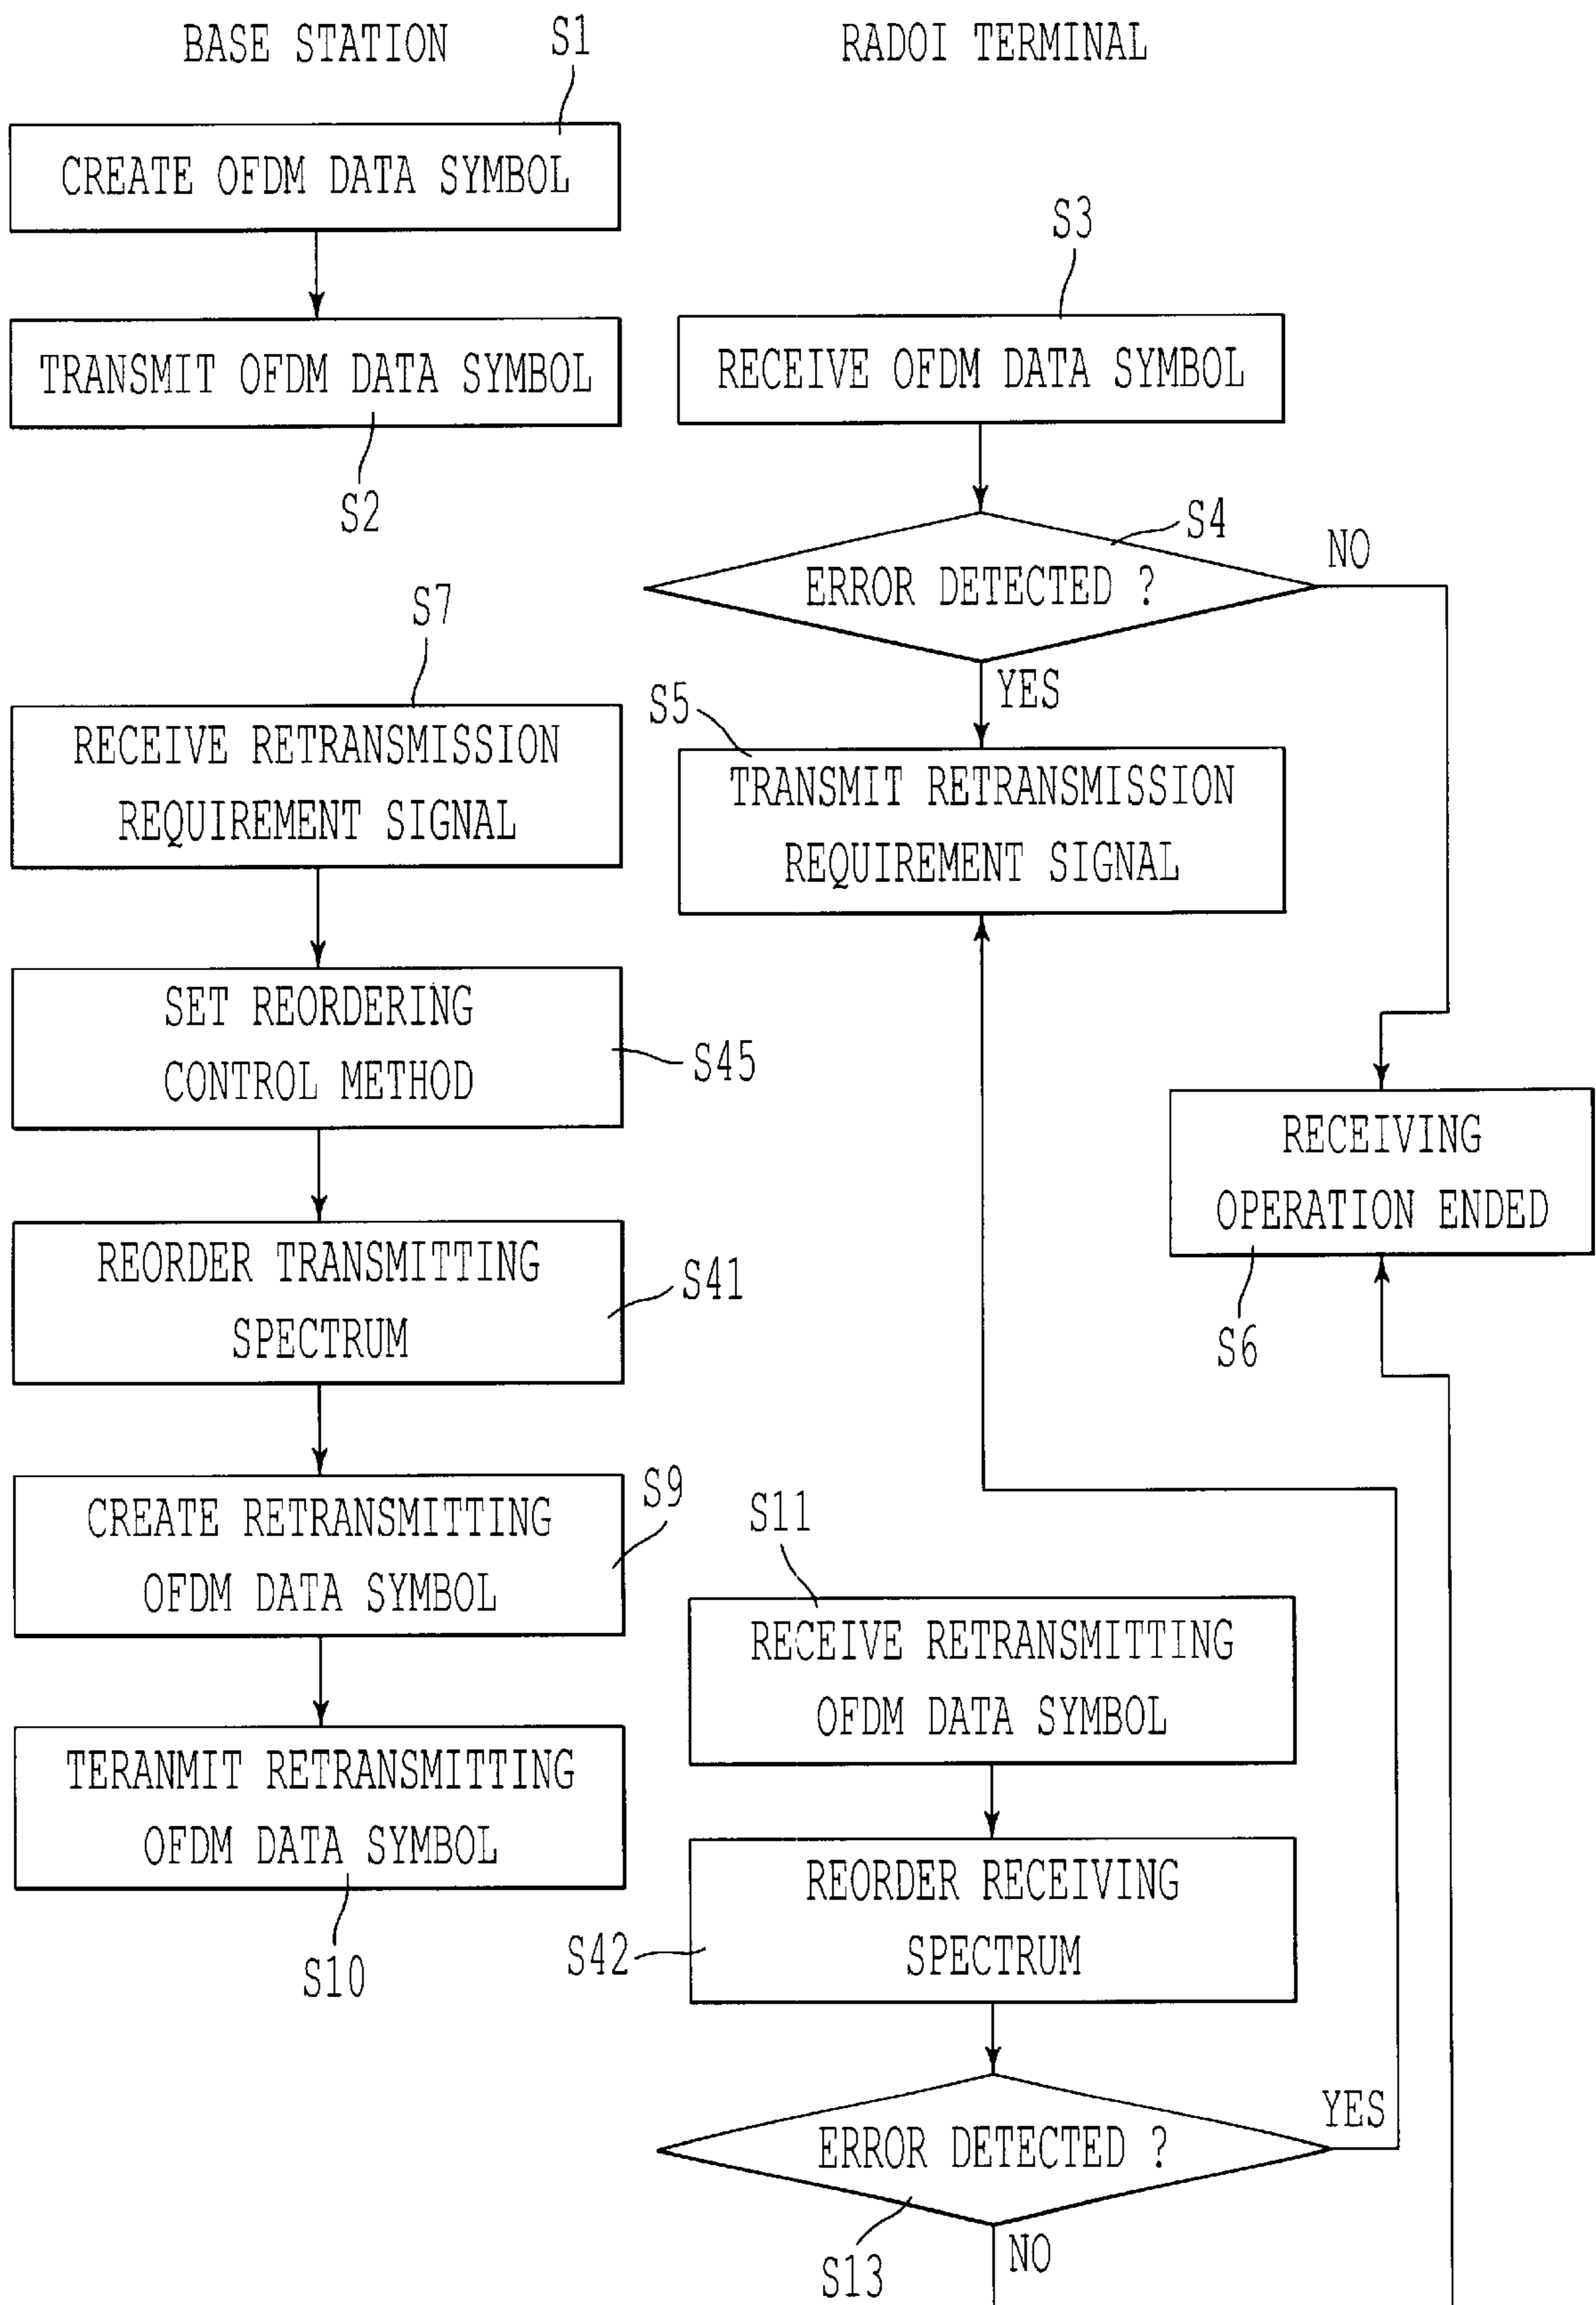 BASE STATION
S1
CREATE OFDM DATA SYMBOL
TRANSMIT OFDM DATA SYMBOL
S2
S7
RECEIVE RETRANSMISSION
REQUIREMENT SIGNAL
SET REORDERING
CONTROL METHOD
S45
REORDER TRANSMITTING
SPECTRUM
S41
CREATE RETRANSMITTING
OFDM DATA SYMBOL
S9
TERANMIT RETRANSMITTING
OFDM DATA SYMBOL
S10
RADOI TERMINAL
S3
RECEIVE OFDM DATA SYMBOL
S4
ERROR DETECTED ?
NO
YES
S5
TRANSMIT RETRANSMISSION
REQUIREMENT SIGNAL
RECEIVING
OPERATION ENDED
S6
S11
RECEIVE RETRANSMITTING
OFDM DATA SYMBOL
REORDER RECEIVING
SPECTRUM
S42
ERROR DETECTED ?
YES
S13
NO